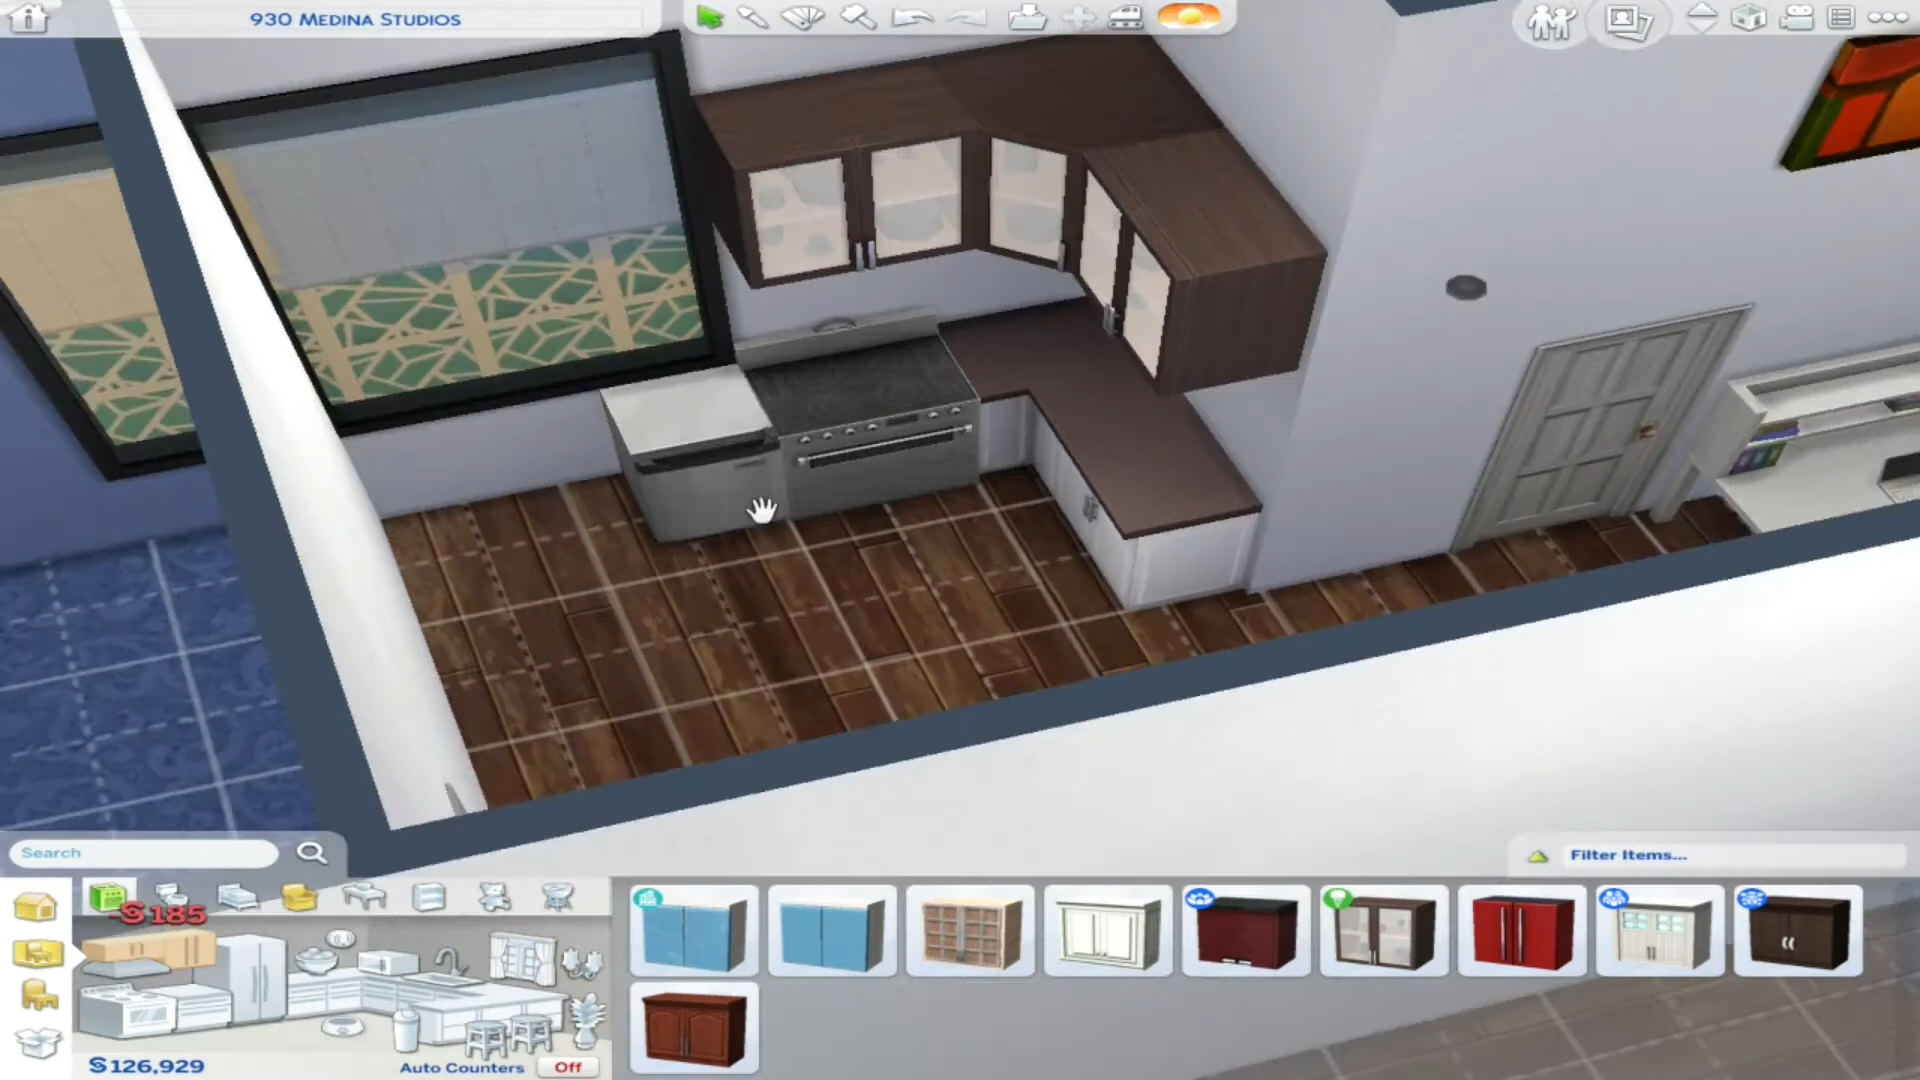 930 Medina Studios
Search
Filter Items...
-§185
§126,929
Auto Counters
Off